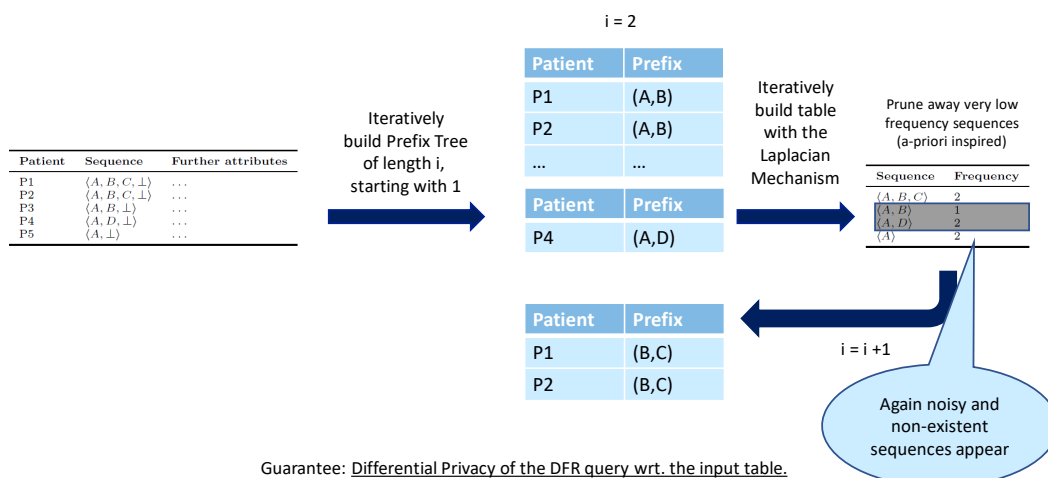 i = 2
Patient Sequence Further attributes
P1 ⟨A, B, C, ⊥⟩ ...
P2 ⟨A, B, C, ⊥⟩ ...
P3 ⟨A, B, ⊥⟩ ...
P4 ⟨A, D, ⊥⟩ ...
P5 ⟨A, ⊥⟩ ...
Iteratively
build Prefix Tree
of length i,
starting with 1
Patient Prefix
P1 (A,B)
P2 (A,B)
... ...
Patient Prefix
P4 (A,D)
Patient Prefix
P1 (B,C)
P2 (B,C)
Iteratively
build table
with the
Laplacian
Mechanism
Prune away very low
frequency sequences
(a-priori inspired)
Sequence Frequency
⟨A, B, C⟩ 2
⟨A, B⟩ 1
⟨A, D⟩ 2
⟨A⟩ 2
i = i +1
Again noisy and
non-existent
sequences appear
Guarantee: Differential Privacy of the DFR query wrt. the input table.